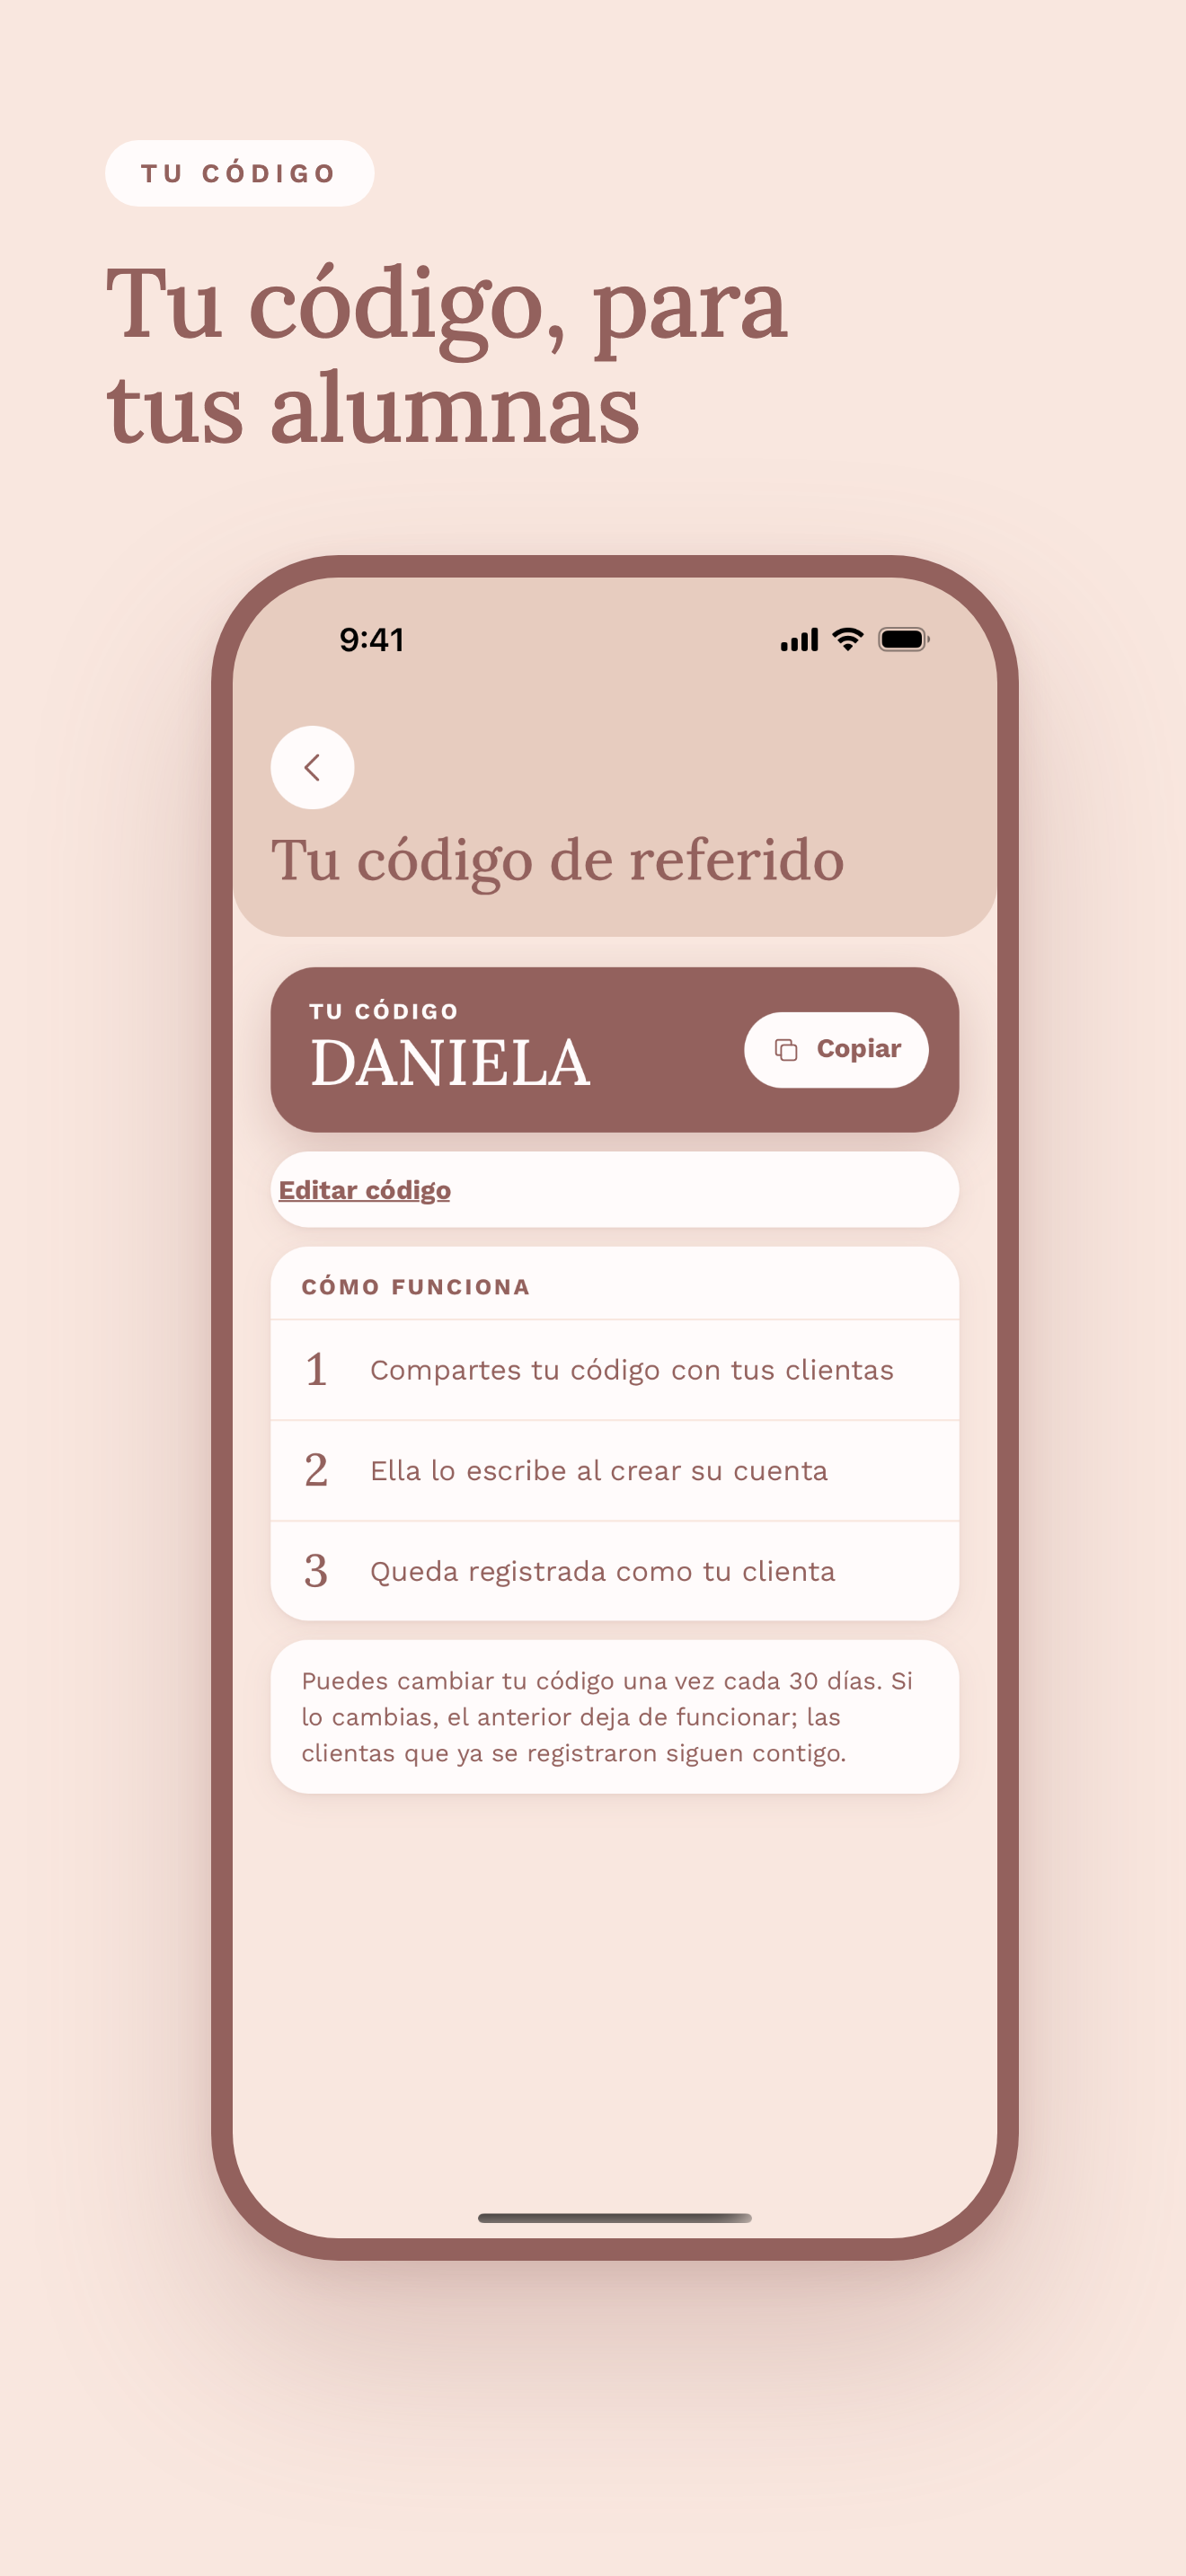 TU CÓDIGO
Tu código, para
tus alumnas
9:41
Tu código de referido
TU CÓDIGO
DANIELA
Copiar
Editar código
CÓMO FUNCIONA
1 Compartes tu código con tus clientas
2 Ella lo escribe al crear su cuenta
3 Queda registrada como tu clienta
Puedes cambiar tu código una vez cada 30 días. Si
lo cambias, el anterior deja de funcionar; las
clientas que ya se registraron siguen contigo.